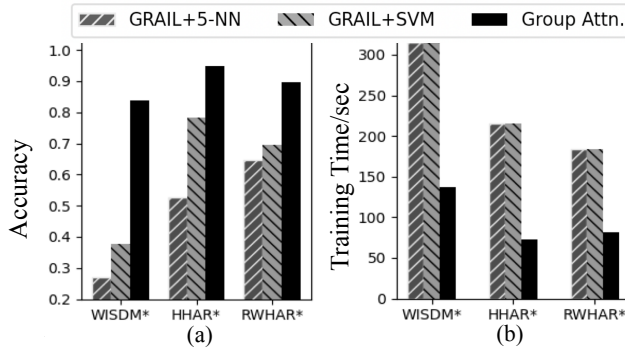 GRAIL+5-NN GRAIL+SVM Group Attn.
1.0
0.9
0.8
0.7
0.6
0.5
0.4
0.3
0.2
Accuracy
WISDM* HHAR* RWHAR*
(a)
300
250
200
150
100
50
0
Training Time/sec
WISDM* HHAR* RWHAR*
(b)